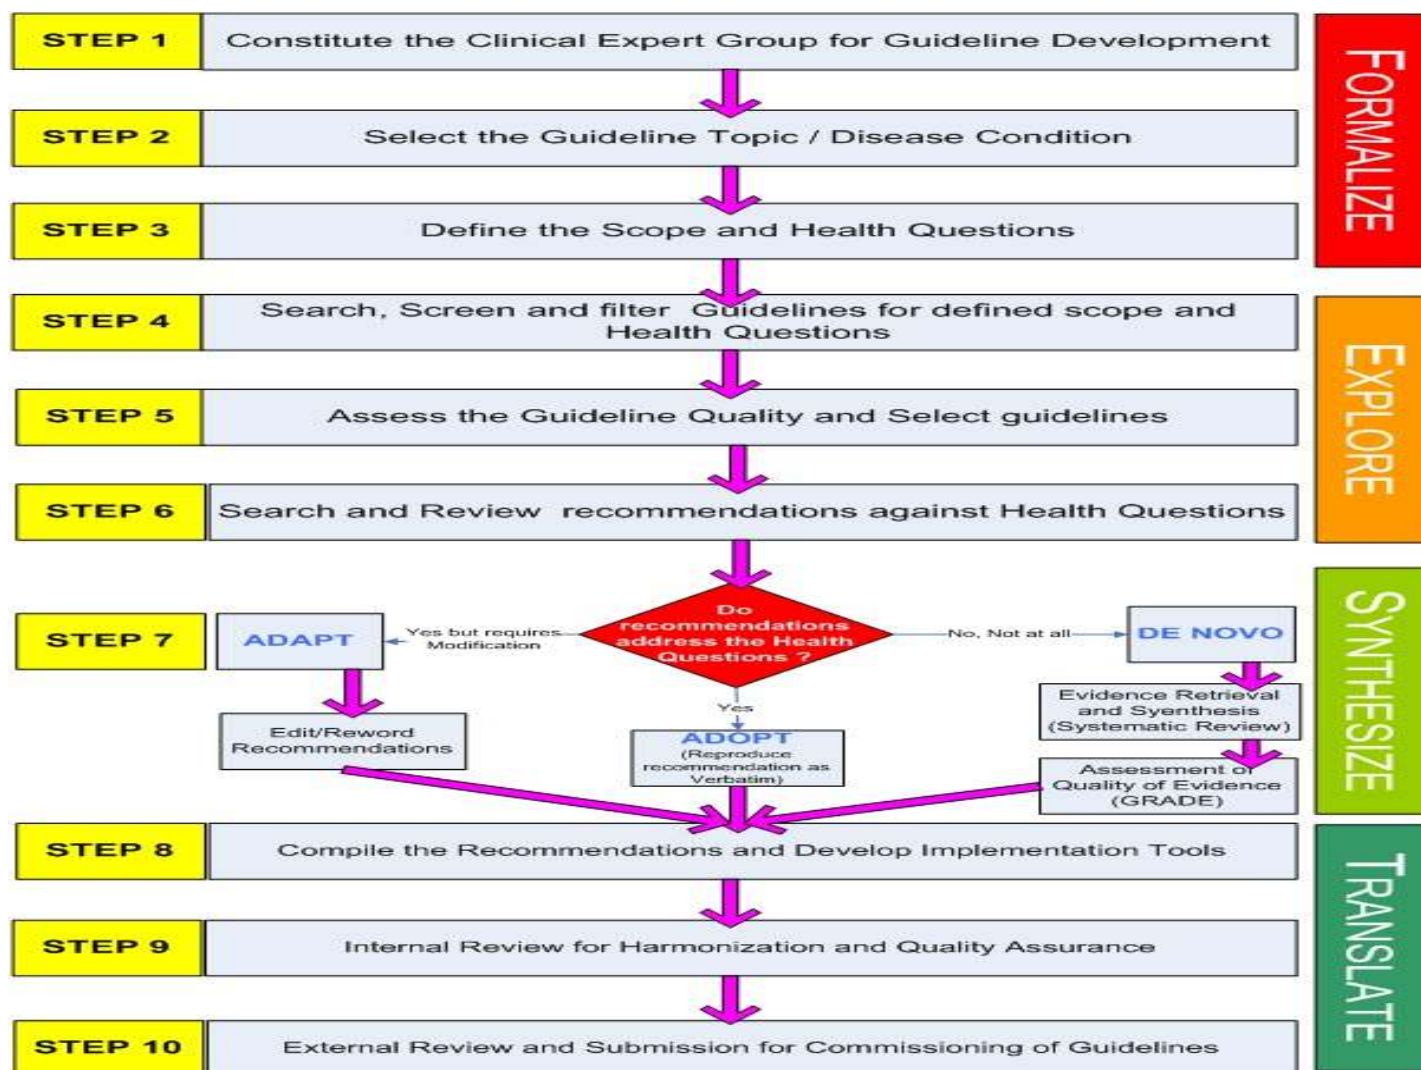 STEP 1
Constitute the Clinical Expert Group for Guideline Development
STEP 2
Select the Guideline Topic / Disease Condition
STEP 3
Define the Scope and Health Questions
FORMALIZE
STEP 4
Search, Screen and filter Guidelines for defined scope and
Health Questions
STEP 5
Assess the Guideline Quality and Select guidelines
STEP 6
Search and Review recommendations against Health Questions
EXPLORE
STEP 7
Do
recommendations
address the Health
Questions ?
Yes but requires
Modification
ADAPT
Edit/Reword
Recommendations
Yes
ADOPT
(Reproduce
recommendation as
Verbatim)
No, Not at all
DE NOVO
Evidence Retrieval
and Syenthesis
(Systematic Review)
Assessment of
Quality of Evidence
(GRADE)
SYNTHESIZE
STEP 8
Compile the Recommendations and Develop Implementation Tools
STEP 9
Internal Review for Harmonization and Quality Assurance
STEP 10
External Review and Submission for Commissioning of Guidelines
TRANSLATE